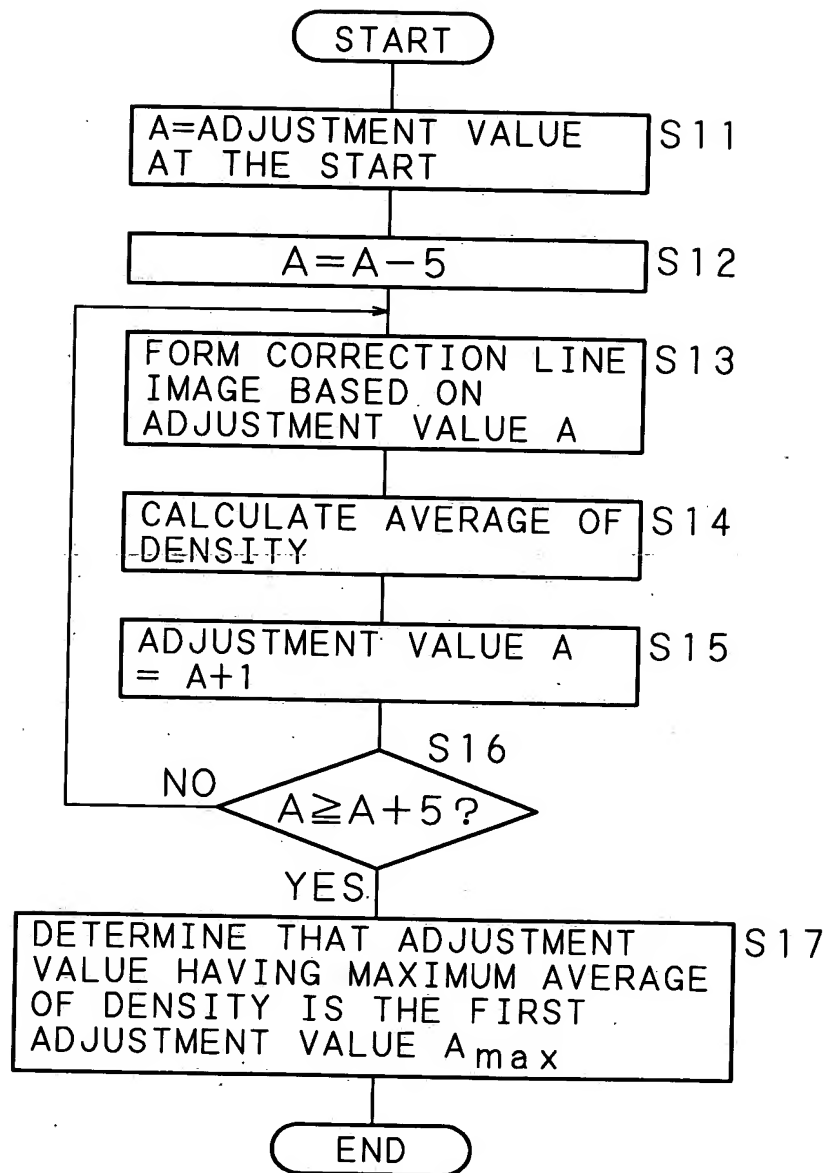 START
A=ADJUSTMENT VALUE
AT THE START
S11
A=A-5
S12
FORM CORRECTION LINE
IMAGE BASED ON
ADJUSTMENT VALUE A
S13
CALCULATE AVERAGE OF
DENSITY
S14
ADJUSTMENT VALUE A
= A+1
S15
S16
NO
A≧A+5?
YES
DETERMINE THAT ADJUSTMENT
VALUE HAVING MAXIMUM AVERAGE
OF DENSITY IS THE FIRST
ADJUSTMENT VALUE Amax
S17
END